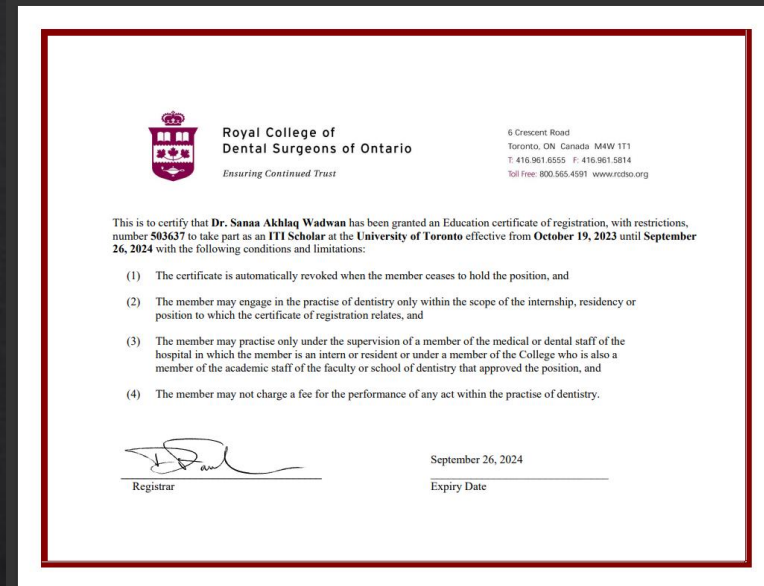 Royal College of
Dental Surgeons of Ontario
Ensuring Continued Trust
6 Crescent Road
Toronto, ON Canada M4W 1T1
T: 416.961.6555 F: 416.961.5814
Toll Free: 800.565.4591 www.rcdso.org
This is to certify that Dr. Sanaa Akhlaq Wadwan has been granted an Education certificate of registration, with restrictions,
number 503637 to take part as an ITI Scholar at the University of Toronto effective from October 19, 2023 until September
26, 2024 with the following conditions and limitations:
(1) The certificate is automatically revoked when the member ceases to hold the position, and
(2) The member may engage in the practise of dentistry only within the scope of the internship, residency or
position to which the certificate of registration relates, and
(3) The member may practise only under the supervision of a member of the medical or dental staff of the
hospital in which the member is an intern or resident or under a member of the College who is also a
member of the academic staff of the faculty or school of dentistry that approved the position, and
(4) The member may not charge a fee for the performance of any act within the practise of dentistry.
September 26, 2024
Registrar
Expiry Date